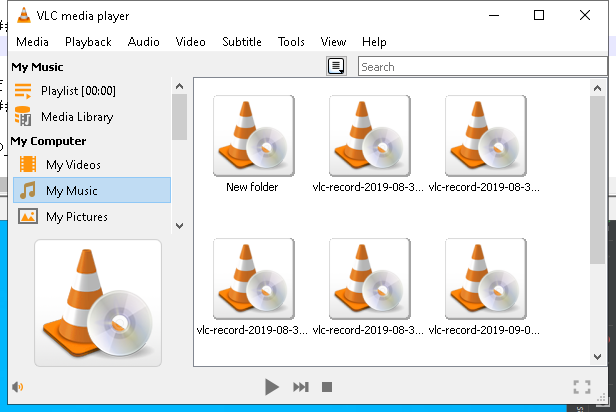 VLC media player
Media Playback Audio Video Subtitle Tools View Help
My Music
Search
Playlist [00:00]
Media Library
My Computer
My Videos
My Music
My Pictures
New folder
vlc-record-2019-08-3...
vlc-record-2019-08-3...
vlc-record-2019-08-3...
vlc-record-2019-08-3...
vlc-record-2019-09-0...